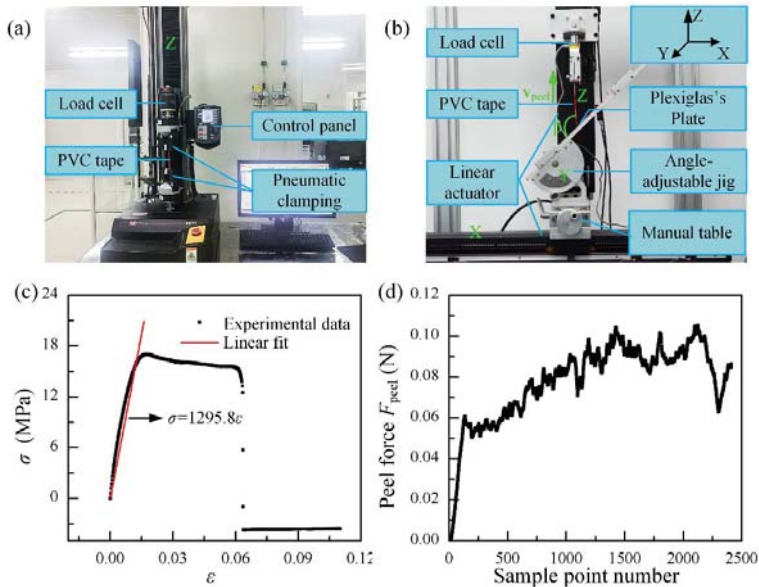 (a)
Z
Load cell
PVC tape
Control panel
Pneumatic
clamping
(b)
Load cell
v_peel
Z
PVC tape
Z
Y
X
Plexiglas's
Plate
Linear
actuator
Y
Angle-
adjustable jig
X
Manual table
(c)
Experimental data
Linear fit
σ=1295.8ε
σ (MPa)
24
18
12
6
0
0.00
0.03
0.06
0.09
0.12
ε
(d)
Peel force F_peel (N)
0.12
0.10
0.08
0.06
0.04
0.02
0.00
0
500
1000
1500
2000
2500
Sample point number